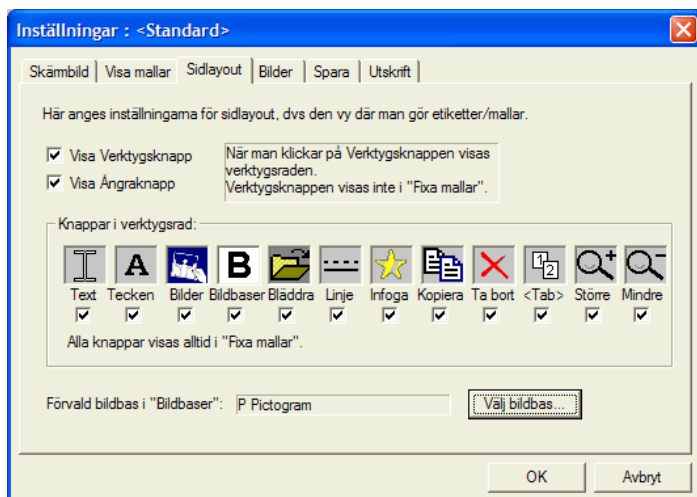 Inställningar : <Standard>
Skämbild Visa mallar Sidlayout Bilder Spara Utskrift
Här anges inställningarna för sidlayout, dvs den vy där man gör etiketter/mallar.
Visa Verktygsknapp
Visa Ångraknapp
När man klickar på Verktygsknappen visas
verktygsraden.
Verktygsknappen visas inte i "Fixa mallar".
Knappar i verktygsrad:
A B 1 2 + -
Text Tecken Bilder Bildbaser Bläddra Linje Infoga Kopiera Ta bort <Tab> Större Mindre
Alla knappar visas alltid i "Fixa mallar".
Förvald bildbas i "Bildbaser": P Pictogram Välj bildbas...
OK Avbryt